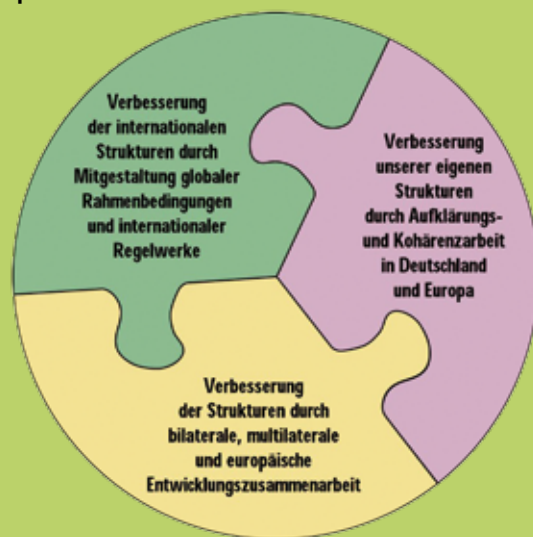 Verbesserung
der internationalen
Strukturen durch
Mitgestaltung globaler
Rahmenbedingungen
und internationaler
Regelwerke
Verbesserung
unserer eigenen
Strukturen
durch Aufklärungs-
und Kohärenzarbeit
in Deutschland
und Europa
Verbesserung
der Strukturen durch
bilaterale, multilaterale
und europäische
Entwicklungszusammenarbeit